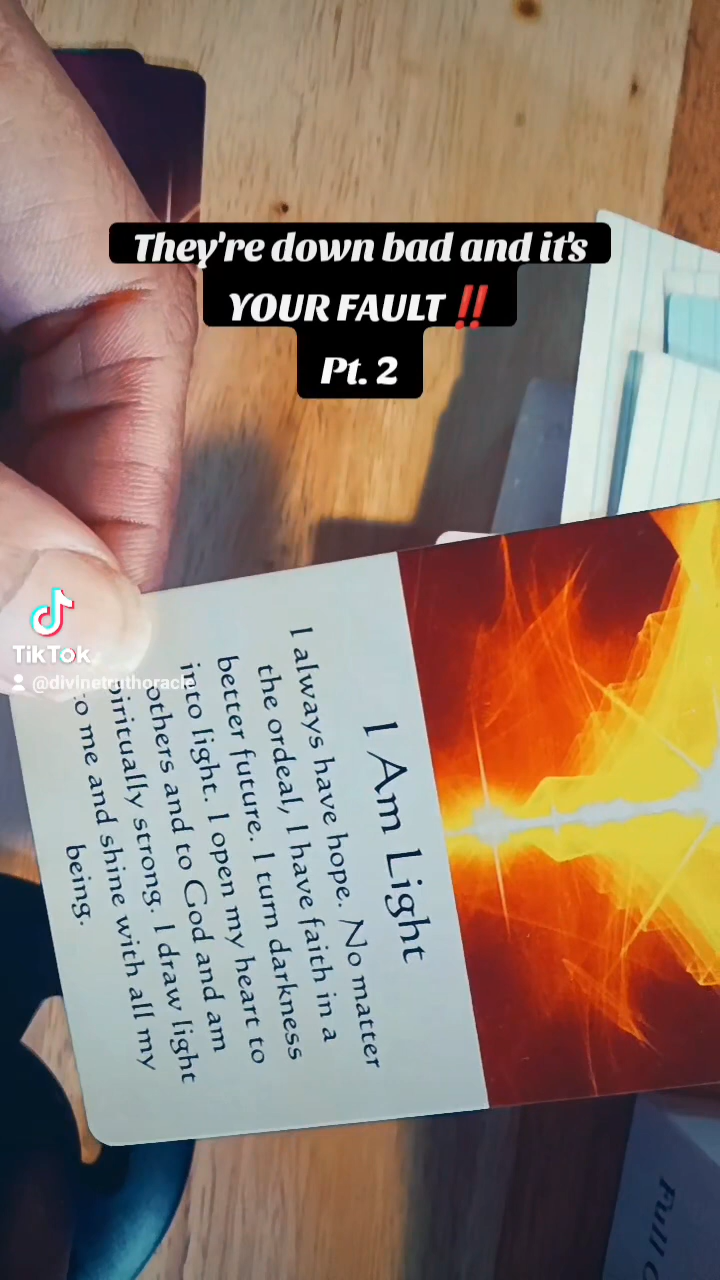 They're down bad and it's
YOUR FAULT ‼️
Pt. 2
TikTok
@divinetruthoracle
I Am Light
I always have hope. No matter
the ordeal, I have faith in a
better future. I turn darkness
into light. I open my heart to
others and to God and am
spiritually strong. I draw light
to me and shine with all my
being.
Full